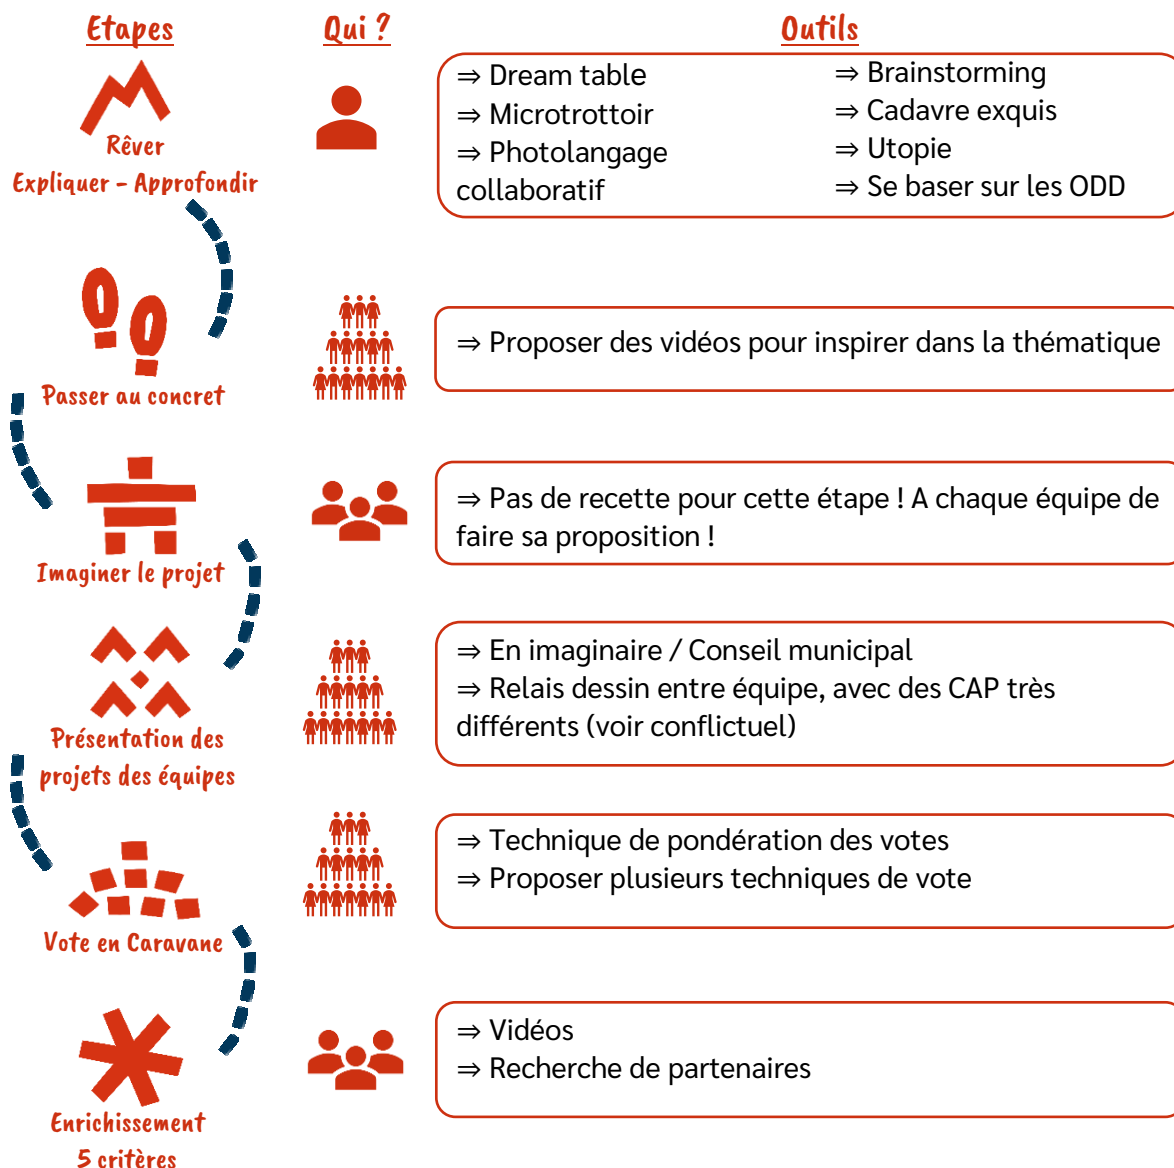 Etapes
Qui ?
Outils
Rêver
Expliquer - Approfondir
⇒ Dream table
⇒ Microtrottoir
⇒ Photolangage
collaboratif
⇒ Brainstorming
⇒ Cadavre exquis
⇒ Utopie
⇒ Se baser sur les ODD
Passer au concret
⇒ Proposer des vidéos pour inspirer dans la thématique
Imaginer le projet
⇒ Pas de recette pour cette étape ! A chaque équipe de
faire sa proposition !
Présentation des
projets des équipes
⇒ En imaginaire / Conseil municipal
⇒ Relais dessin entre équipe, avec des CAP très
différents (voir conflictuel)
Vote en Caravane
⇒ Technique de pondération des votes
⇒ Proposer plusieurs techniques de vote
Enrichissement
5 critères
⇒ Vidéos
⇒ Recherche de partenaires